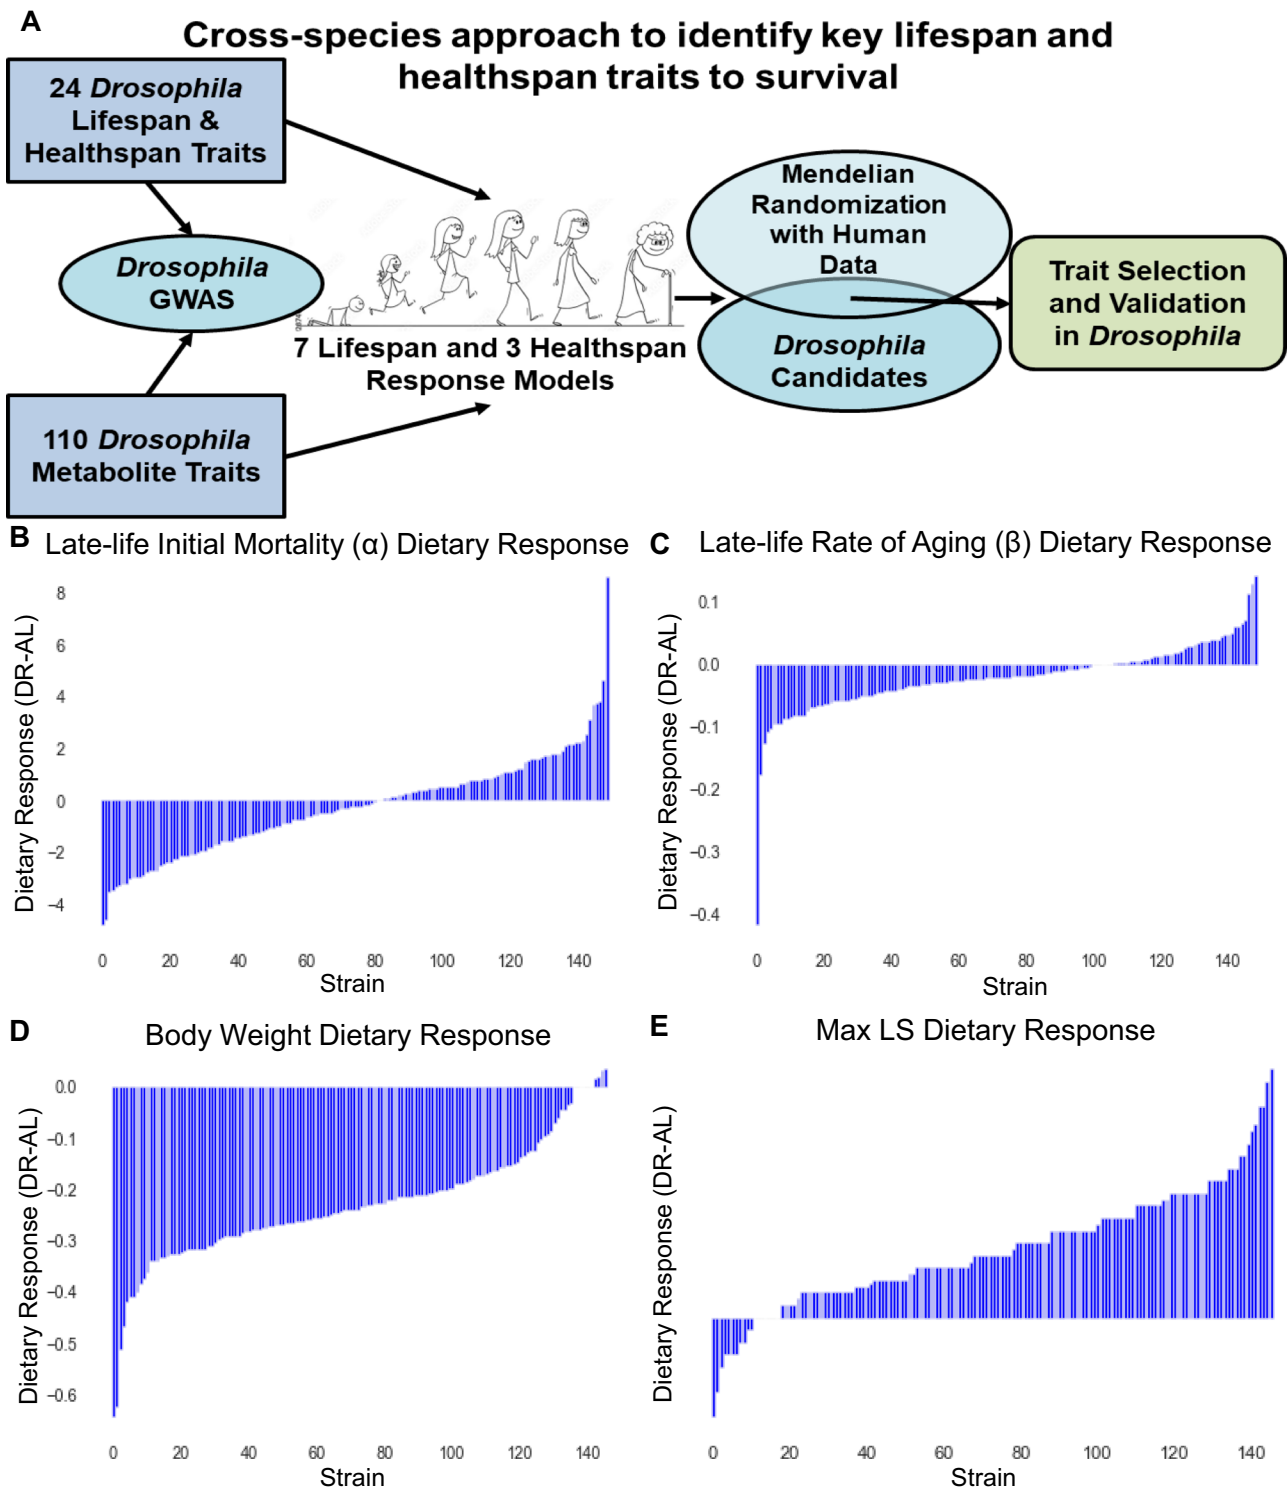 A
Cross-species approach to identify key lifespan and
healthspan traits to survival
24 Drosophila
Lifespan &
Healthspan Traits
Drosophila
GWAS
110 Drosophila
Metabolite Traits
7 Lifespan and 3 Healthspan
Response Models
Mendelian
Randomization
with Human
Data
Drosophila
Candidates
Trait Selection
and Validation
in Drosophila
B Late-life Initial Mortality (α) Dietary Response
Dietary Response (DR-AL)
8
6
4
2
0
−2
−4
0 20 40 60 80 100 120 140
Strain
C Late-life Rate of Aging (β) Dietary Response
Dietary Response (DR-AL)
0.1
0.0
−0.1
−0.2
−0.3
−0.4
0 20 40 60 80 100 120 140
Strain
D Body Weight Dietary Response
Dietary Response (DR-AL)
0.0
−0.1
−0.2
−0.3
−0.4
−0.5
−0.6
0 20 40 60 80 100 120 140
Strain
E Max LS Dietary Response
Dietary Response (DR-AL)
0 20 40 60 80 100 120 140
Strain